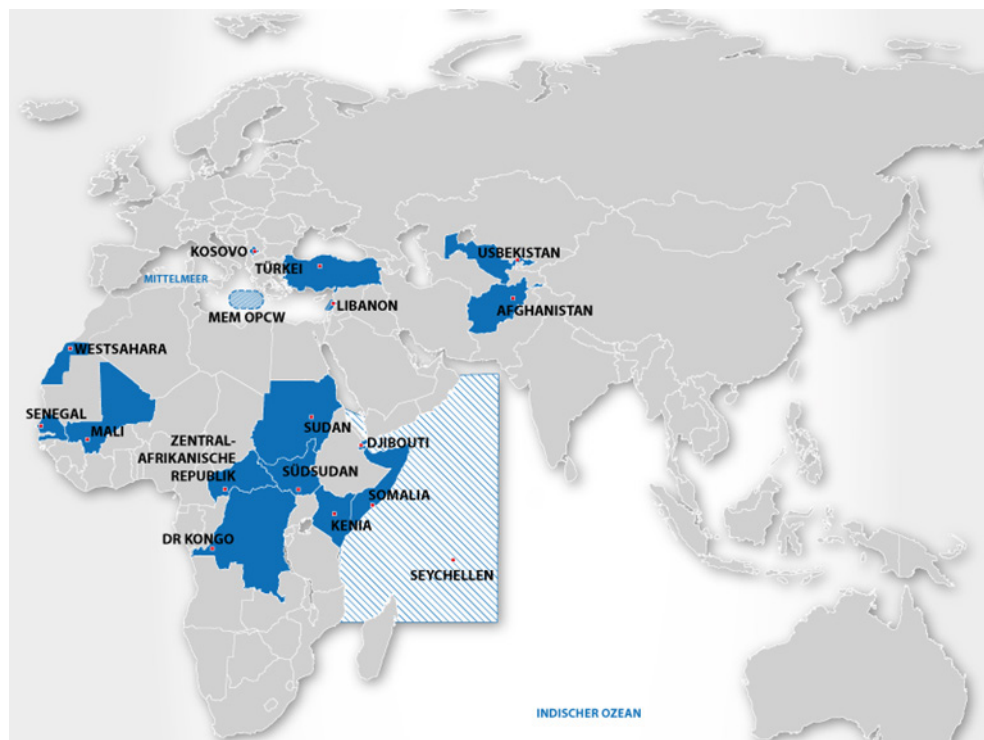 KOSOVO
USBEKISTAN
TÜRKEI
MITTELMEER
LIBANON
AFGHANISTAN
MEM OPCW
WESTSAHARA
SENEGAL
MALI
SUDAN
ZENTRAL-
AFRIKANISCHE
REPUBLIK
DJIBOUTI
SÜDSUDAN
SOMALIA
KENIA
DR KONGO
SEYCHELLEN
INDISCHER OZEAN